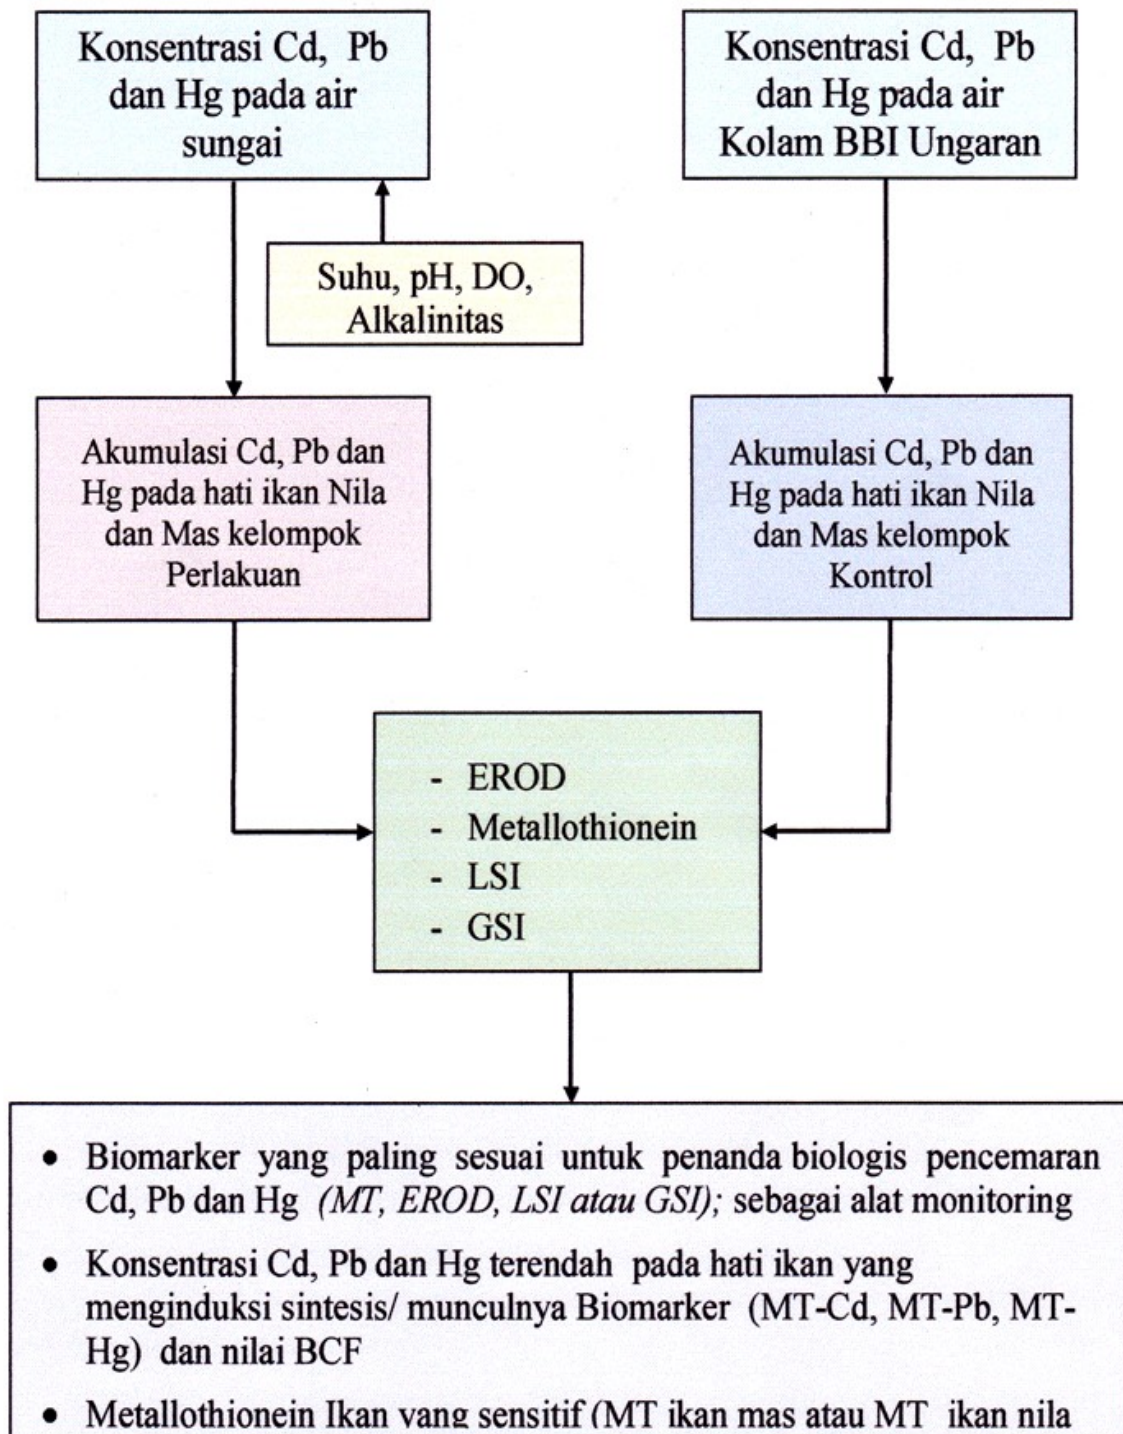 Konsentrasi Cd, Pb
dan Hg pada air
sungai
Konsentrasi Cd, Pb
dan Hg pada air
Kolam BBI Ungaran
Suhu, pH, DO,
Alkalinitas
Akumulasi Cd, Pb dan
Hg pada hati ikan Nila
dan Mas kelompok
Perlakuan
Akumulasi Cd, Pb dan
Hg pada hati ikan Nila
dan Mas kelompok
Kontrol
- EROD
- Metallothionein
- LSI
- GSI
• Biomarker yang paling sesuai untuk penanda biologis pencemaran
Cd, Pb dan Hg (MT, EROD, LSI atau GSI); sebagai alat monitoring
• Konsentrasi Cd, Pb dan Hg terendah pada hati ikan yang
menginduksi sintesis/ munculnya Biomarker (MT-Cd, MT-Pb, MT-
Hg) dan nilai BCF
• Metallothionein Ikan yang sensitif (MT ikan mas atau MT ikan nila